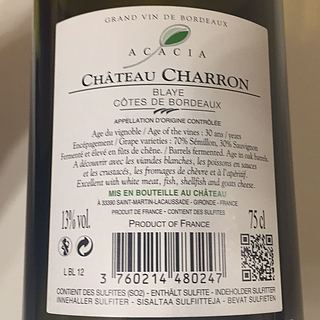 GRAND VIN DE BORDEAUX
ACACIA
CHÂTEAU CHARRON
BLAYE
CÔTES DE BORDEAUX
APPELLATION D'ORIGINE CONTRÔLÉE
Age du vignoble / Age of the vines : 30 ans / years
Encépagement / Grape varieties : 70% Sémillon, 30% Sauvignon
Fermenté et élevé en fûts de chêne. / Barrels fermented. Age in oak barrels.
A découvrir avec les viandes blanches, les poissons en sauces
et les crustacés, les fromages de chèvre et à l'apéritif.
Excellent with white meat, fish, shellfish and goats cheese.
MIS EN BOUTEILLE AU CHÂTEAU
À 33390 SAINT-MARTIN-LACAUSSADE - GIRONDE - FRANCE
PRODUIT DE FRANCE - CONTIENT DES SULFITES
PRODUCT OF FRANCE
13% vol.
75 cl
L BL 12
3 760214 480247
CONTIENT DES SULFITES (SO2) - ENTHÄLT SULFITE - INDEHOLDER SULFITTER
INNEHALLER SULFITER - SISALTAA SULFIITTEJA - BEVAT SULFIETEN